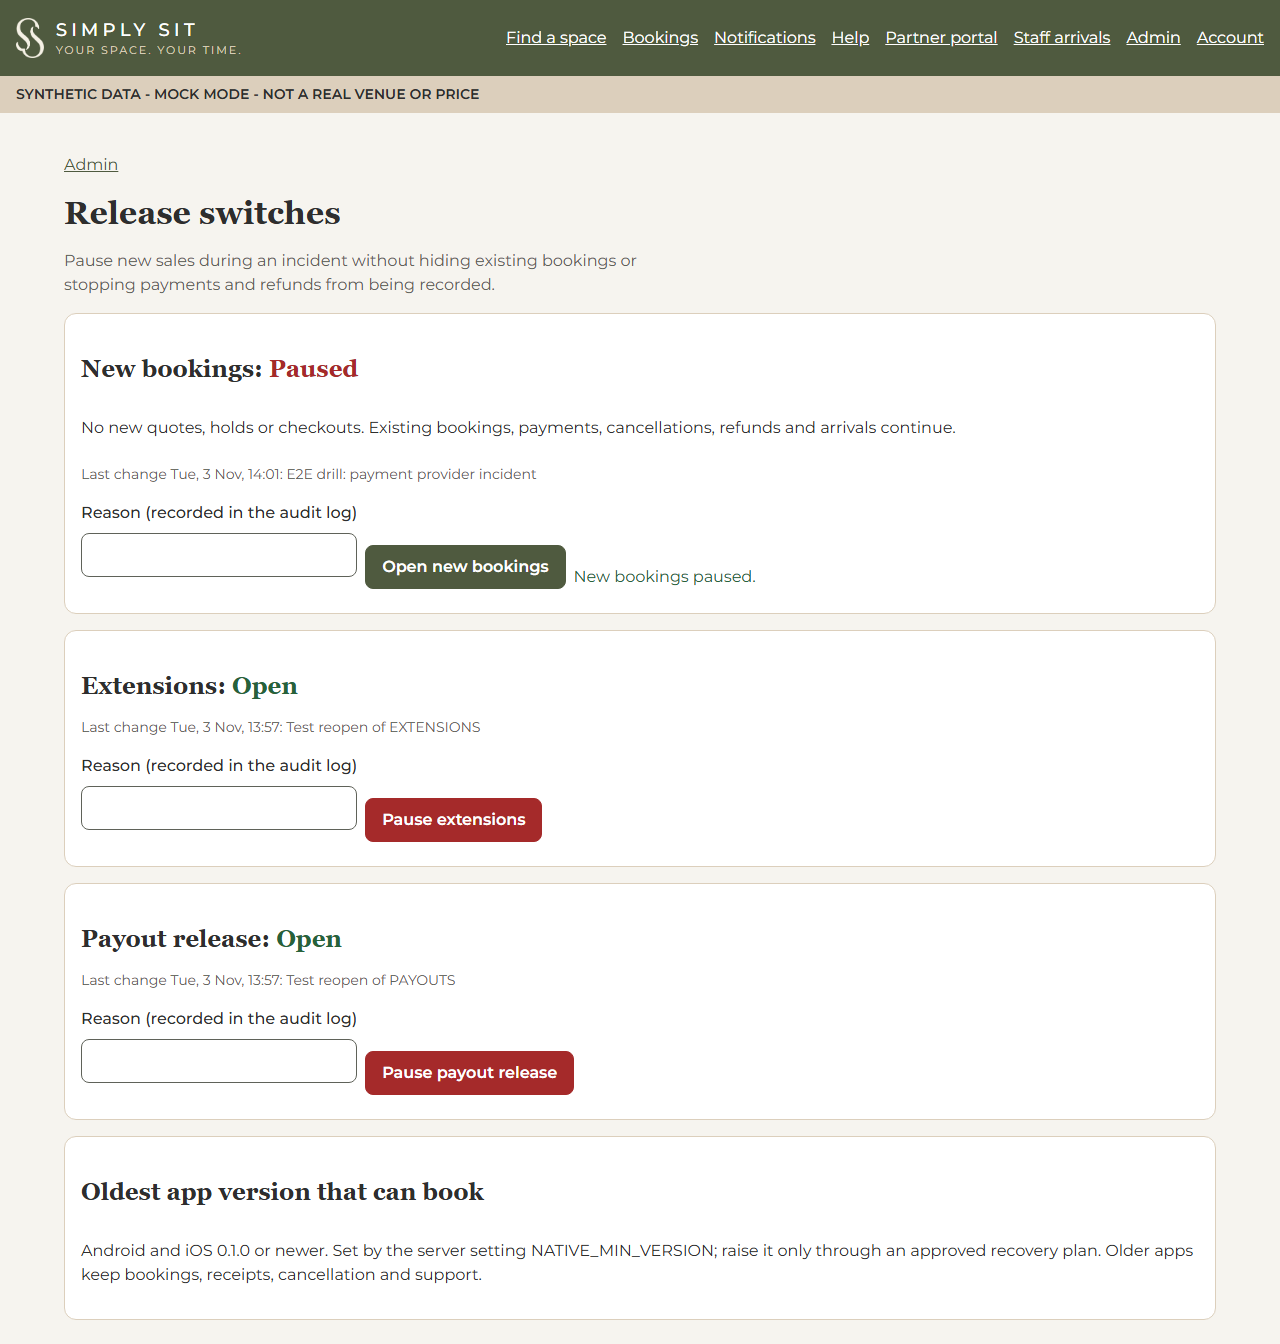 SIMPLY SIT
YOUR SPACE. YOUR TIME.
Find a space Bookings Notifications Help Partner portal Staff arrivals Admin Account
SYNTHETIC DATA - MOCK MODE - NOT A REAL VENUE OR PRICE
Admin
Release switches
Pause new sales during an incident without hiding existing bookings or
stopping payments and refunds from being recorded.
New bookings: Paused
No new quotes, holds or checkouts. Existing bookings, payments, cancellations, refunds and arrivals continue.
Last change Tue, 3 Nov, 14:01: E2E drill: payment provider incident
Reason (recorded in the audit log)
Open new bookings New bookings paused.
Extensions: Open
Last change Tue, 3 Nov, 13:57: Test reopen of EXTENSIONS
Reason (recorded in the audit log)
Pause extensions
Payout release: Open
Last change Tue, 3 Nov, 13:57: Test reopen of PAYOUTS
Reason (recorded in the audit log)
Pause payout release
Oldest app version that can book
Android and iOS 0.1.0 or newer. Set by the server setting NATIVE_MIN_VERSION; raise it only through an approved recovery plan. Older apps
keep bookings, receipts, cancellation and support.